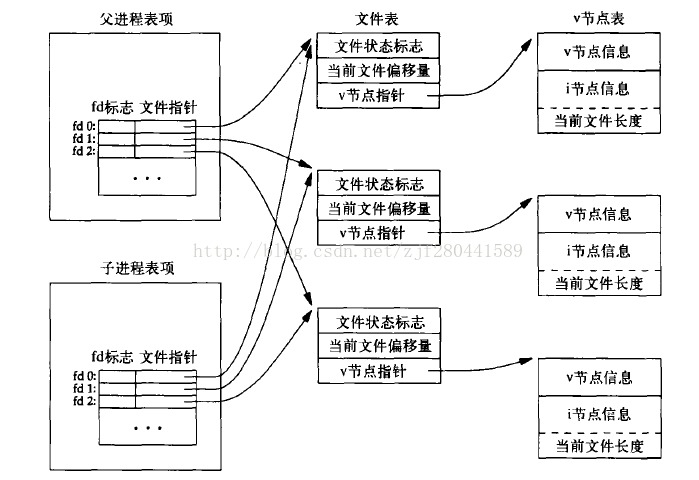 父进程表项
fd标志 文件指针
fd 0:
fd 1:
fd 2:
···
子进程表项
fd标志 文件指针
fd 0:
fd 1:
fd 2:
···
文件表
文件状态标志
当前文件偏移量
v节点指针
文件状态标志
当前文件偏移量
v节点指针
文件状态标志
当前文件偏移量
v节点指针
v节点表
v节点信息
i节点信息
当前文件长度
v节点信息
i节点信息
当前文件长度
v节点信息
i节点信息
当前文件长度
http://blog.csdn.net/zjf280441589